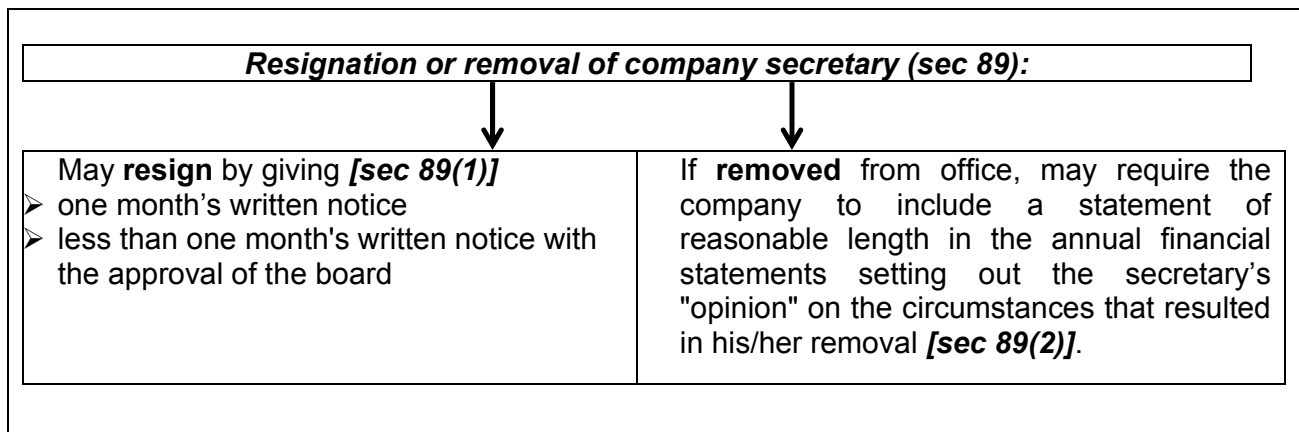 Resignation or removal of company secretary (sec 89):
May resign by giving [sec 89(1)]
➢ one month’s written notice
➢ less than one month's written notice with
the approval of the board
If removed from office, may require the
company to include a statement of
reasonable length in the annual financial
statements setting out the secretary’s
"opinion" on the circumstances that resulted
in his/her removal [sec 89(2)].